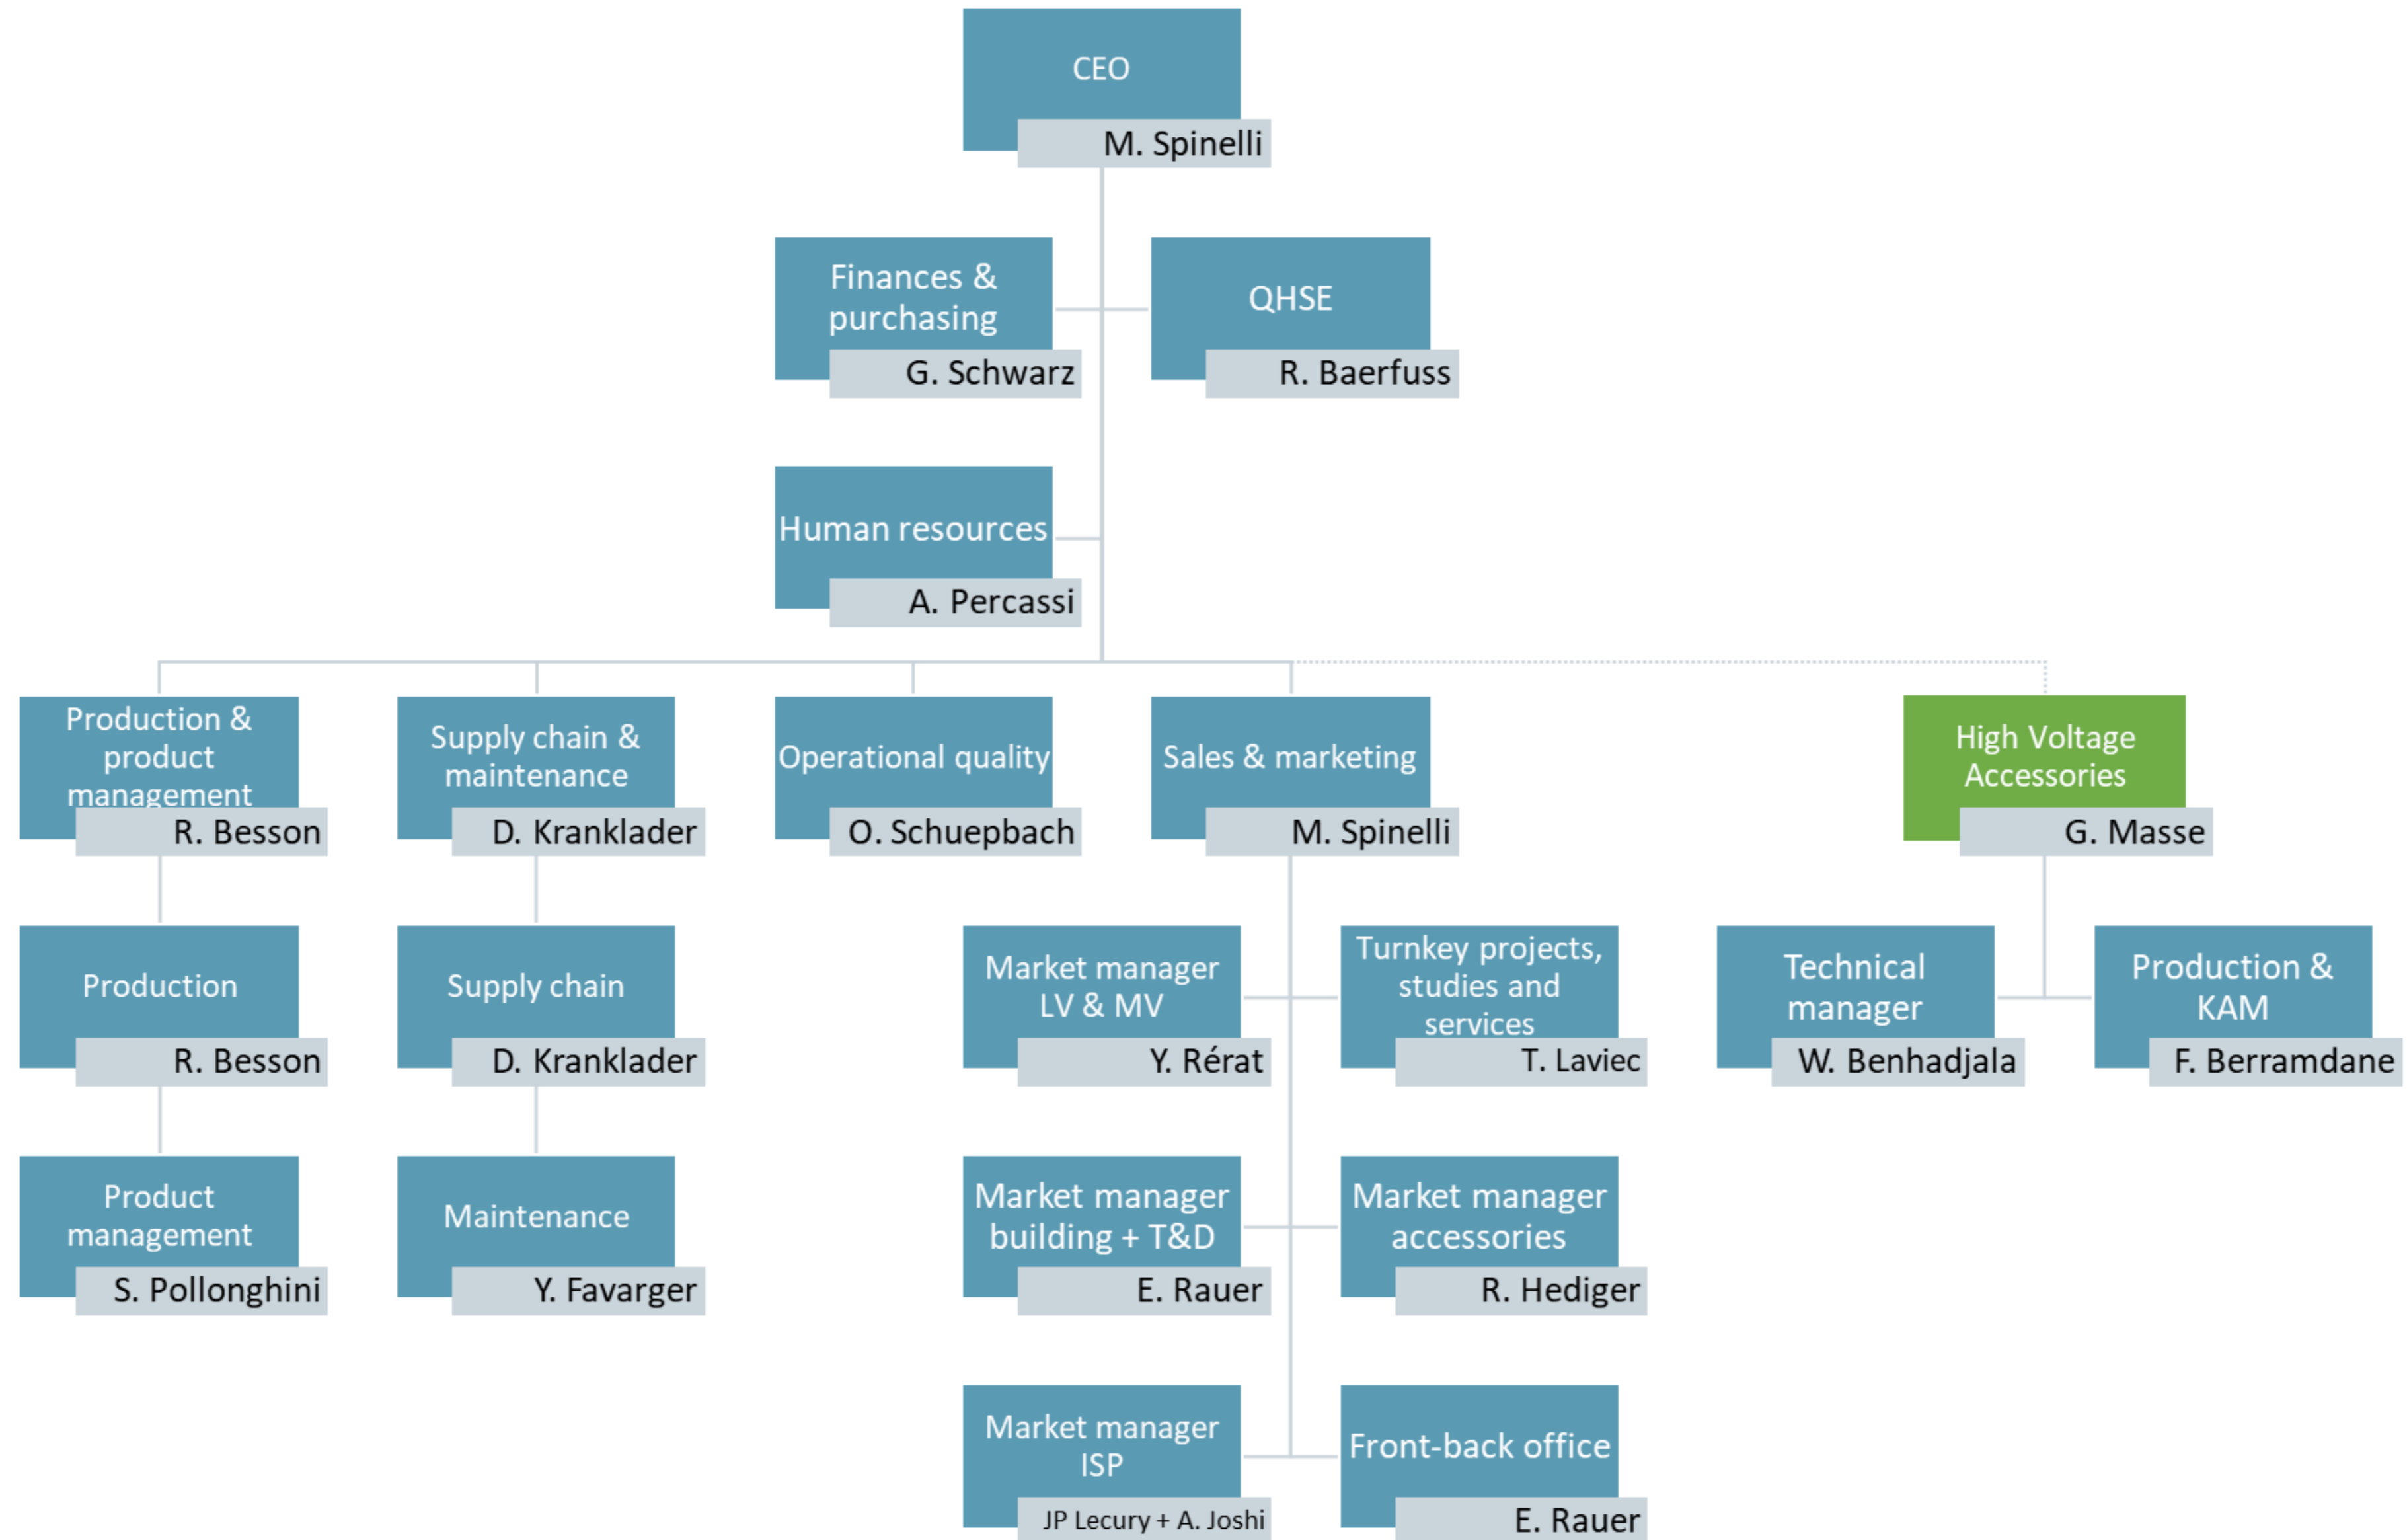 CEO
M. Spinelli
Finances &
purchasing
G. Schwarz
QHSE
R. Baerfuss
Human resources
A. Percassi
Production &
product
management
R. Besson
Supply chain &
maintenance
D. Kranklader
Operational quality
O. Schuepbach
Sales & marketing
M. Spinelli
High Voltage
Accessories
G. Masse
Production
R. Besson
Supply chain
D. Kranklader
Market manager
LV & MV
Y. Rérat
Turnkey projects,
studies and
services
T. Laviec
Technical
manager
W. Benhadjala
Production &
KAM
F. Berramdane
Product
management
S. Pollonghini
Maintenance
Y. Favarger
Market manager
building + T&D
E. Rauer
Market manager
accessories
R. Hediger
Market manager
ISP
JP Lecury + A. Joshi
Front-back office
E. Rauer